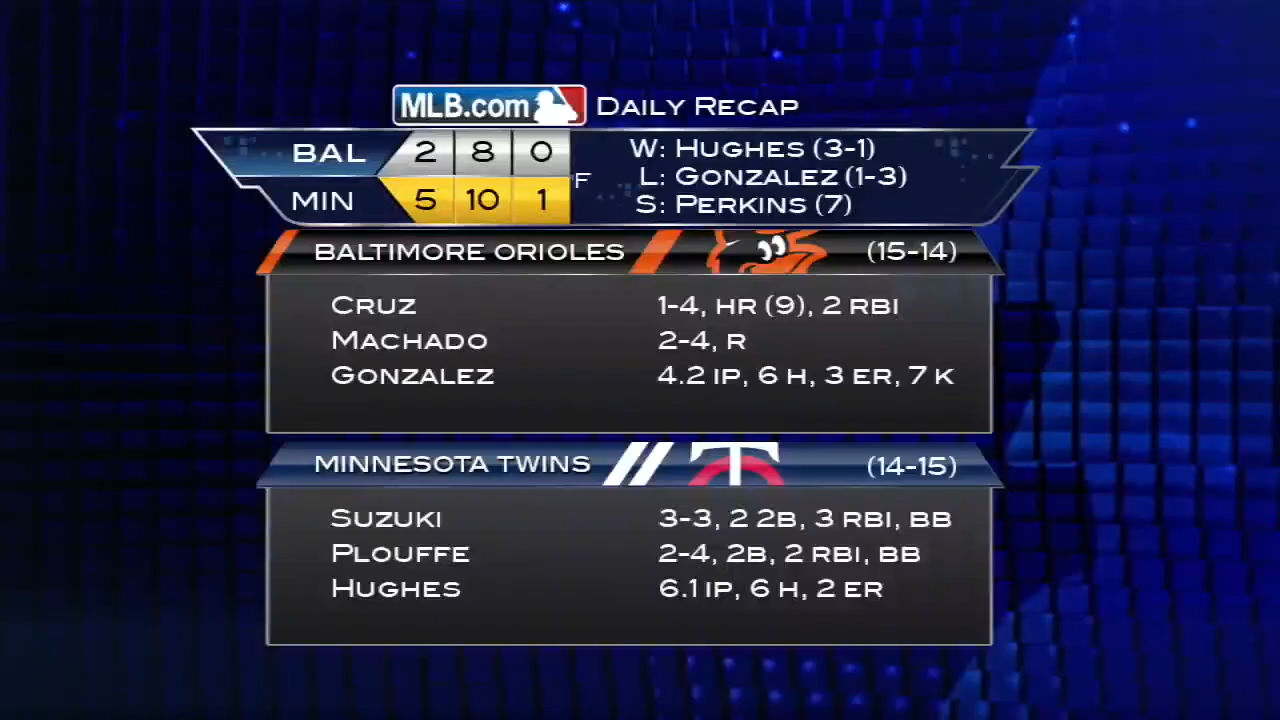 MLB.com DAILY RECAP
BAL 2 8 0
MIN 5 10 1
F
W: HUGHES (3-1)
L: GONZALEZ (1-3)
S: PERKINS (7)
BALTIMORE ORIOLES (15-14)
CRUZ 1-4, HR (9), 2 RBI
MACHADO 2-4, R
GONZALEZ 4.2 IP, 6 H, 3 ER, 7 K
MINNESOTA TWINS TC (14-15)
SUZUKI 3-3, 2 2B, 3 RBI, BB
PLOUFFE 2-4, 2B, 2 RBI, BB
HUGHES 6.1 IP, 6 H, 2 ER